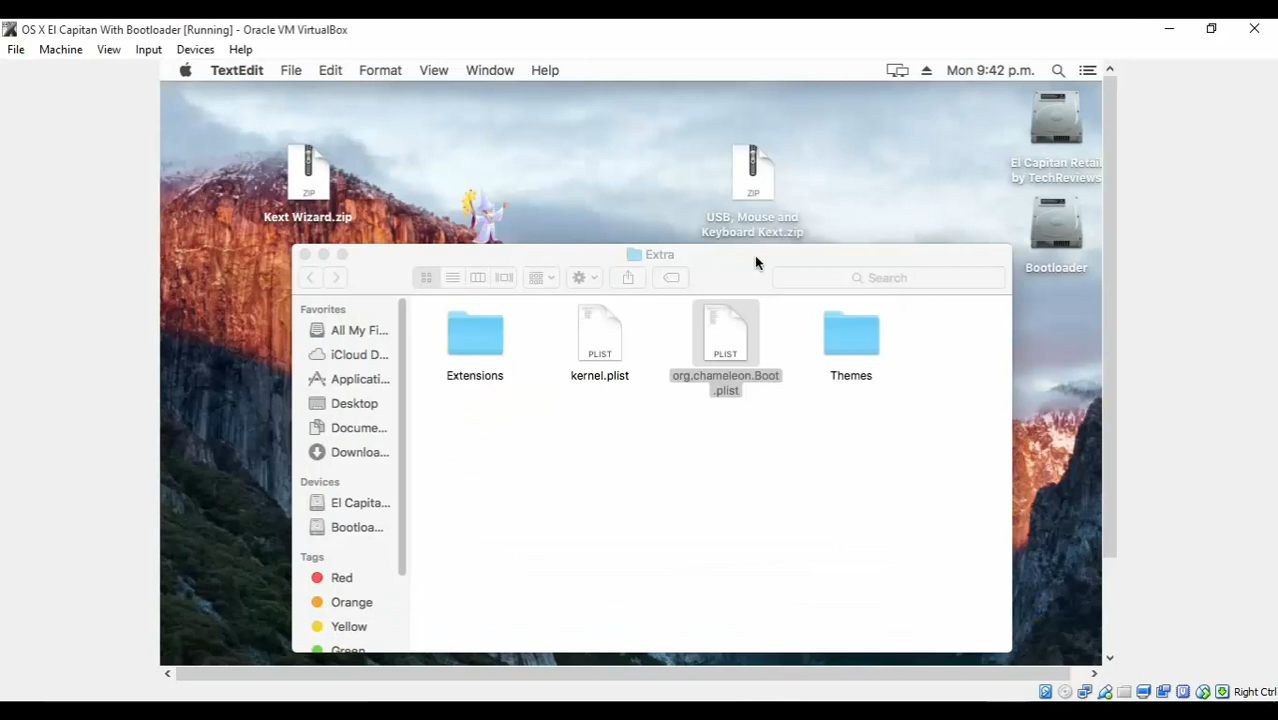 OS X El Capitan With Bootloader [Running] - Oracle VM VirtualBox
File Machine View Input Devices Help
TextEdit File Edit Format View Window Help Mon 9:42 p.m.
El Capitan Retail
by TechReviews
ZIP
Kext Wizard.zip
ZIP
USB, Mouse and
Keyboard Kext.zip
Bootloader
Extra
Search
Favorites
All My Fi...
iCloud D...
Applicati...
Desktop
Docume...
Downloa...
Devices
El Capita...
Bootloa...
Tags
Red
Orange
Yellow
Green
Extensions
PLIST
kernel.plist
PLIST
org.chameleon.Boot
.plist
Themes
Right Ctrl